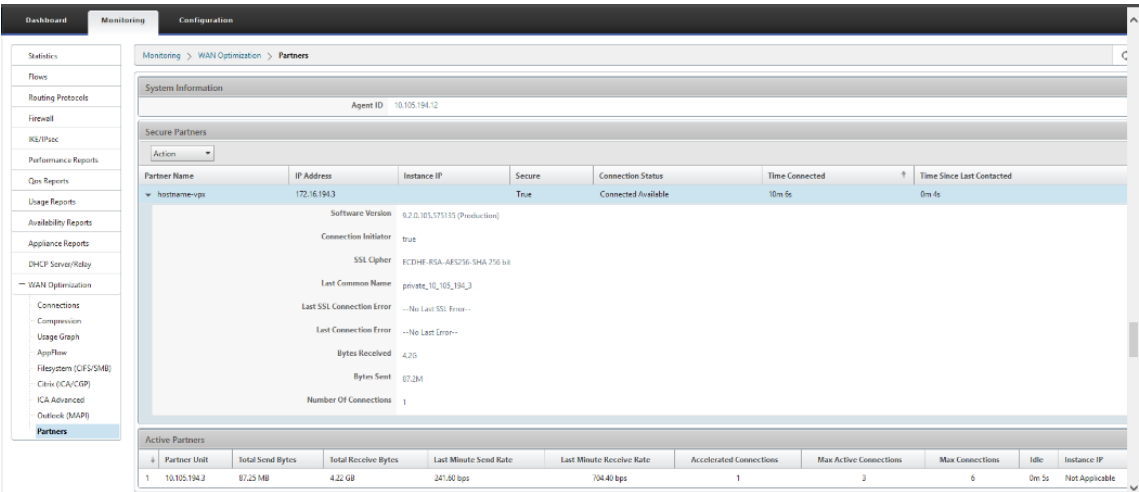 Dashboard Monitoring Configuration
Statistics
Flows
Routing Protocols
Firewall
IKE/IPsec
Performance Reports
Qos Reports
Usage Reports
Availability Reports
Appliance Reports
DHCP Server/Relay
WAN Optimization
Connections
Compression
Usage Graph
AppFlow
Filesystem (CIFS/SMB)
Citrix (ICA/CGP)
ICA Advanced
Outlook (MAPI)
Partners
Monitoring > WAN Optimization > Partners
System Information
Agent ID 10.105.194.12
Secure Partners
Action
Partner Name IP Address Instance IP Secure Connection Status Time Connected Time Since Last Contacted
hostname-vpx 172.16.194.3 True Connected Available 10m 6s 0m 4s
Software Version 9.2.0.105.575135 (Production)
Connection Initiator true
SSL Cipher ECDHE-RSA-AES256-SHA 256 bit
Last Common Name private_10_105_194_3
Last SSL Connection Error --No Last SSL Error--
Last Connection Error --No Last Error--
Bytes Received 4.2G
Bytes Sent 87.2M
Number Of Connections 1
Active Partners
Partner Unit Total Send Bytes Total Receive Bytes Last Minute Send Rate Last Minute Receive Rate Accelerated Connections Max Active Connections Max Connections Idle Instance IP
1 10.105.194.3 87.25 MB 4.22 GB 241.60 bps 704.40 bps 1 3 6 0m 5s Not Applicable